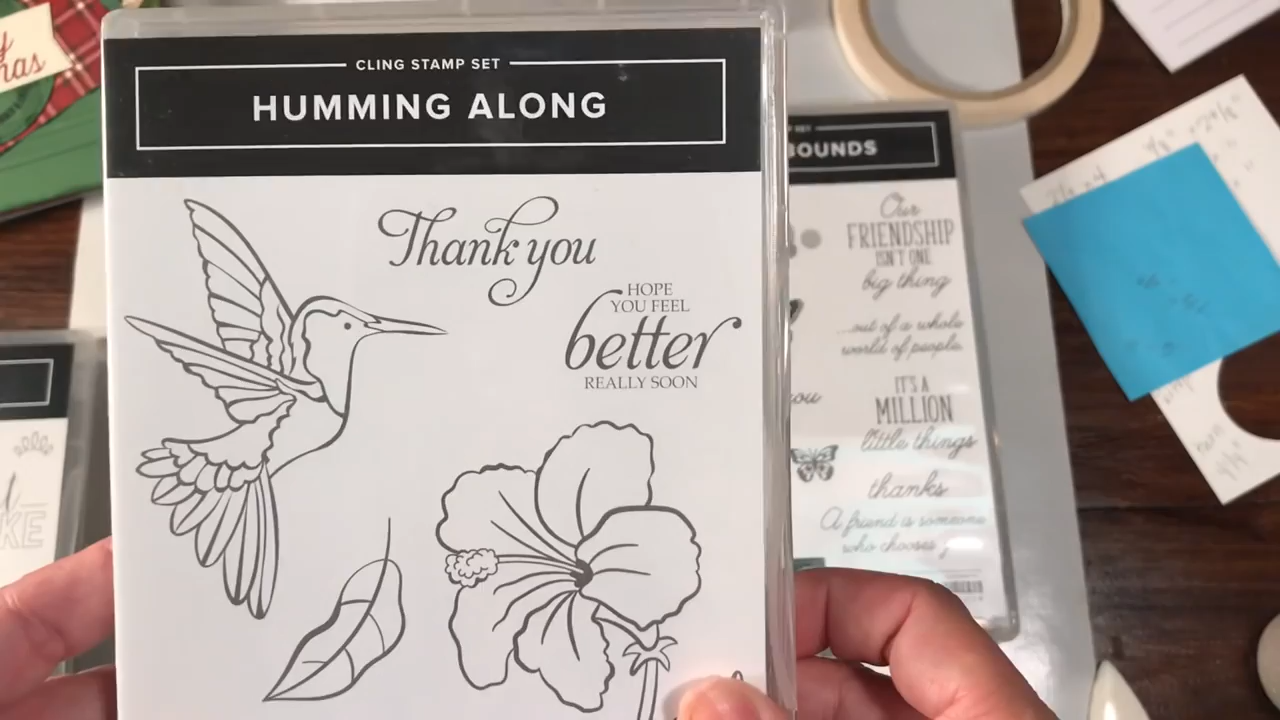 CLING STAMP SET
HUMMING ALONG
Thank you
HOPE
YOU FEEL
better
REALLY SOON
SET
BOUNDS
Our
FRIENDSHIP
ISN'T ONE
big thing
...out of a whole
world of people.
IT'S A
MILLION
little things
thanks
A friend is someone
who chooses